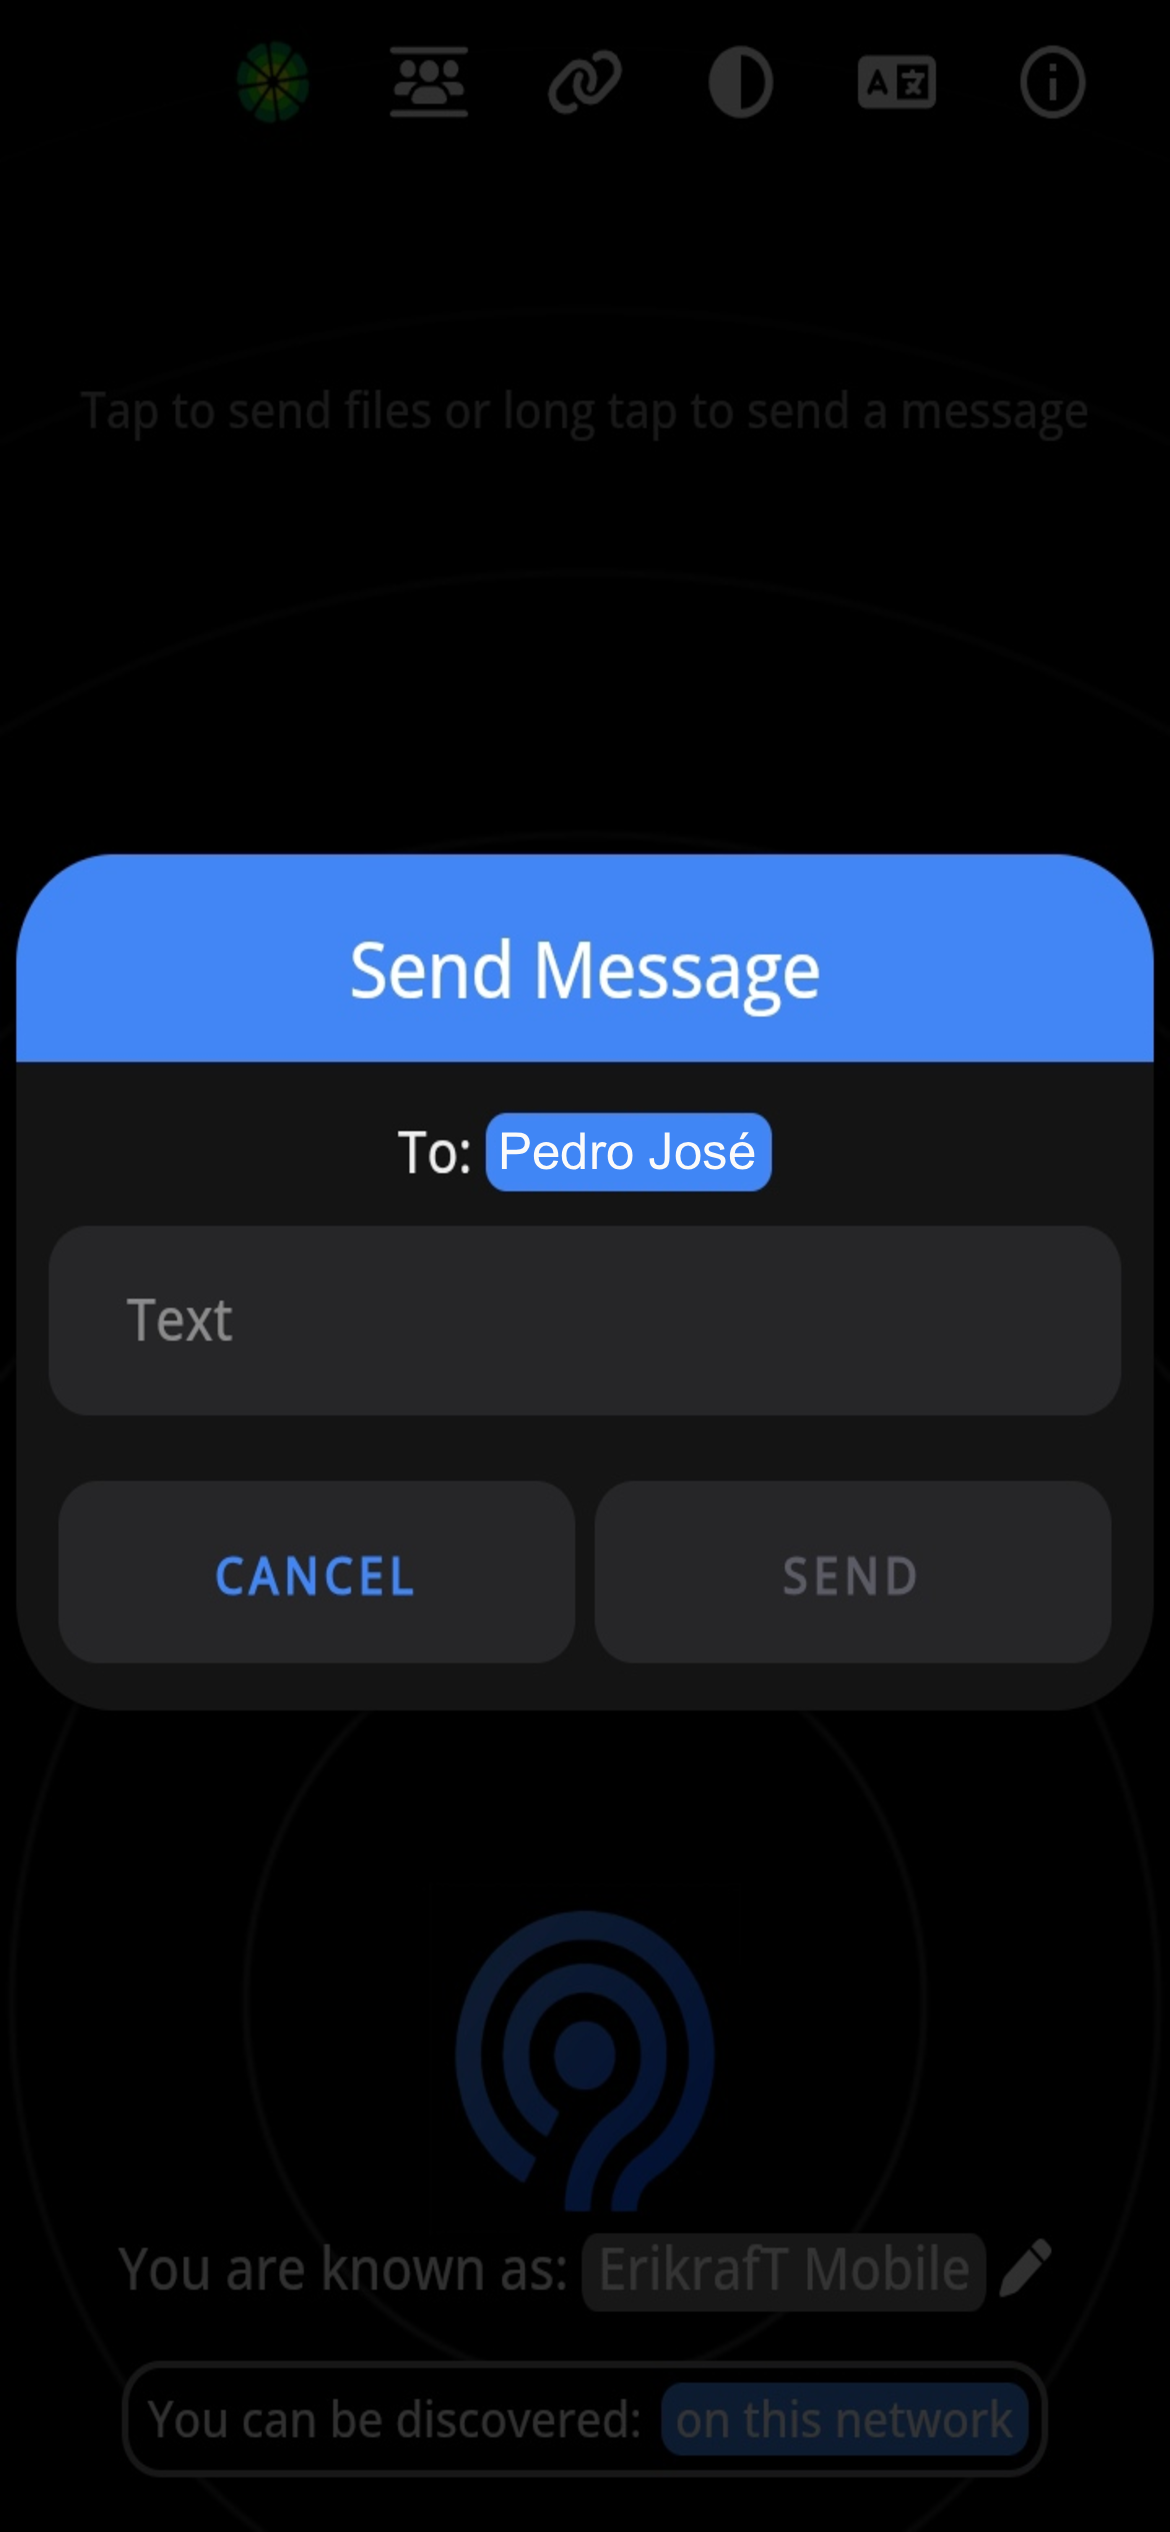 Tap to send files or long tap to send a message
Send Message
To: Pedro José
Text
CANCEL SEND
You are known as: ErikrafT Mobile
You can be discovered: on this network